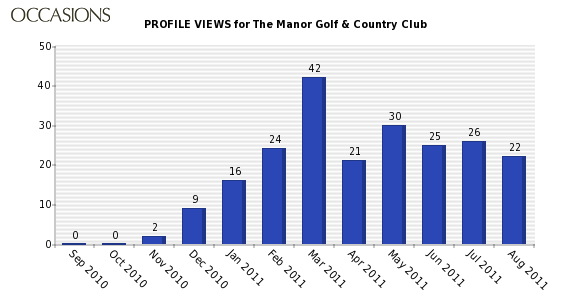 OCCASIONS
PROFILE VIEWS for The Manor Golf & Country Club
50
40
30
20
10
0
0
0
2
9
16
24
42
21
30
25
26
22
Sep 2010
Oct 2010
Nov 2010
Dec 2010
Jan 2011
Feb 2011
Mar 2011
Apr 2011
May 2011
Jun 2011
Jul 2011
Aug 2011